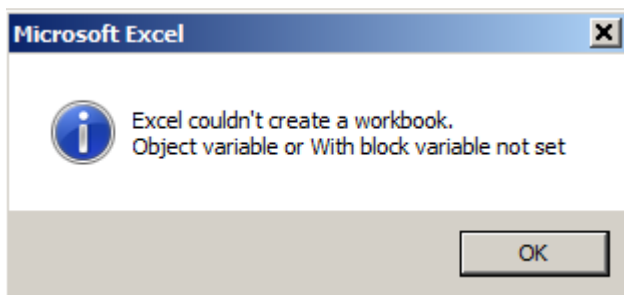 Microsoft Excel
Excel couldn't create a workbook.
Object variable or With block variable not set
OK